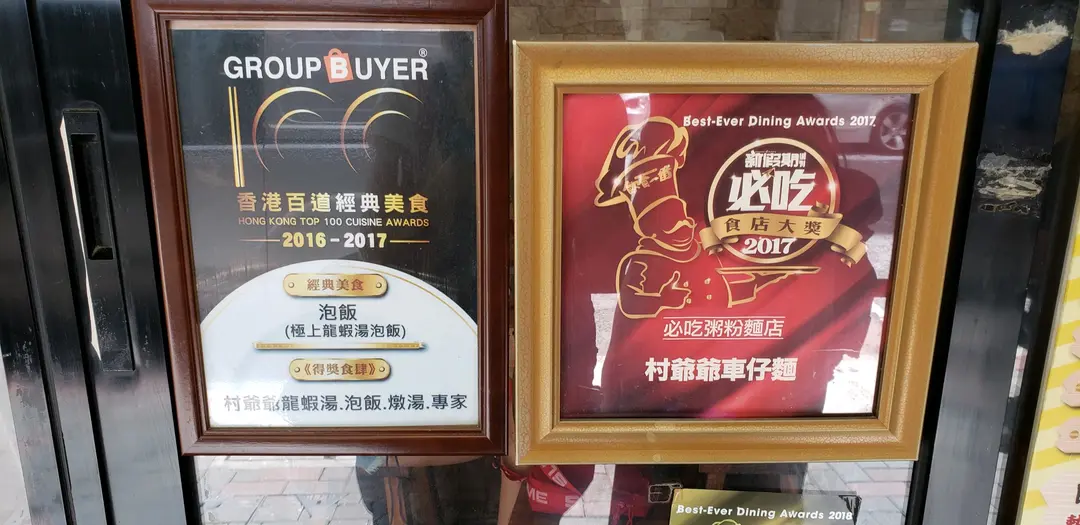 GROUP BUYER®
100
香港百道經典美食
HONG KONG TOP 100 CUISINE AWARDS
2016-2017
經典美食
泡飯
(極上龍蝦湯泡飯)
《得獎食肆》
村爺爺龍蝦湯.泡飯.燉湯.專家
Best-Ever Dining Awards 2017
新假期
必吃
食店大獎
2017
必吃粥粉麵店
村爺爺車仔麵
Best-Ever Dining Awards 2018